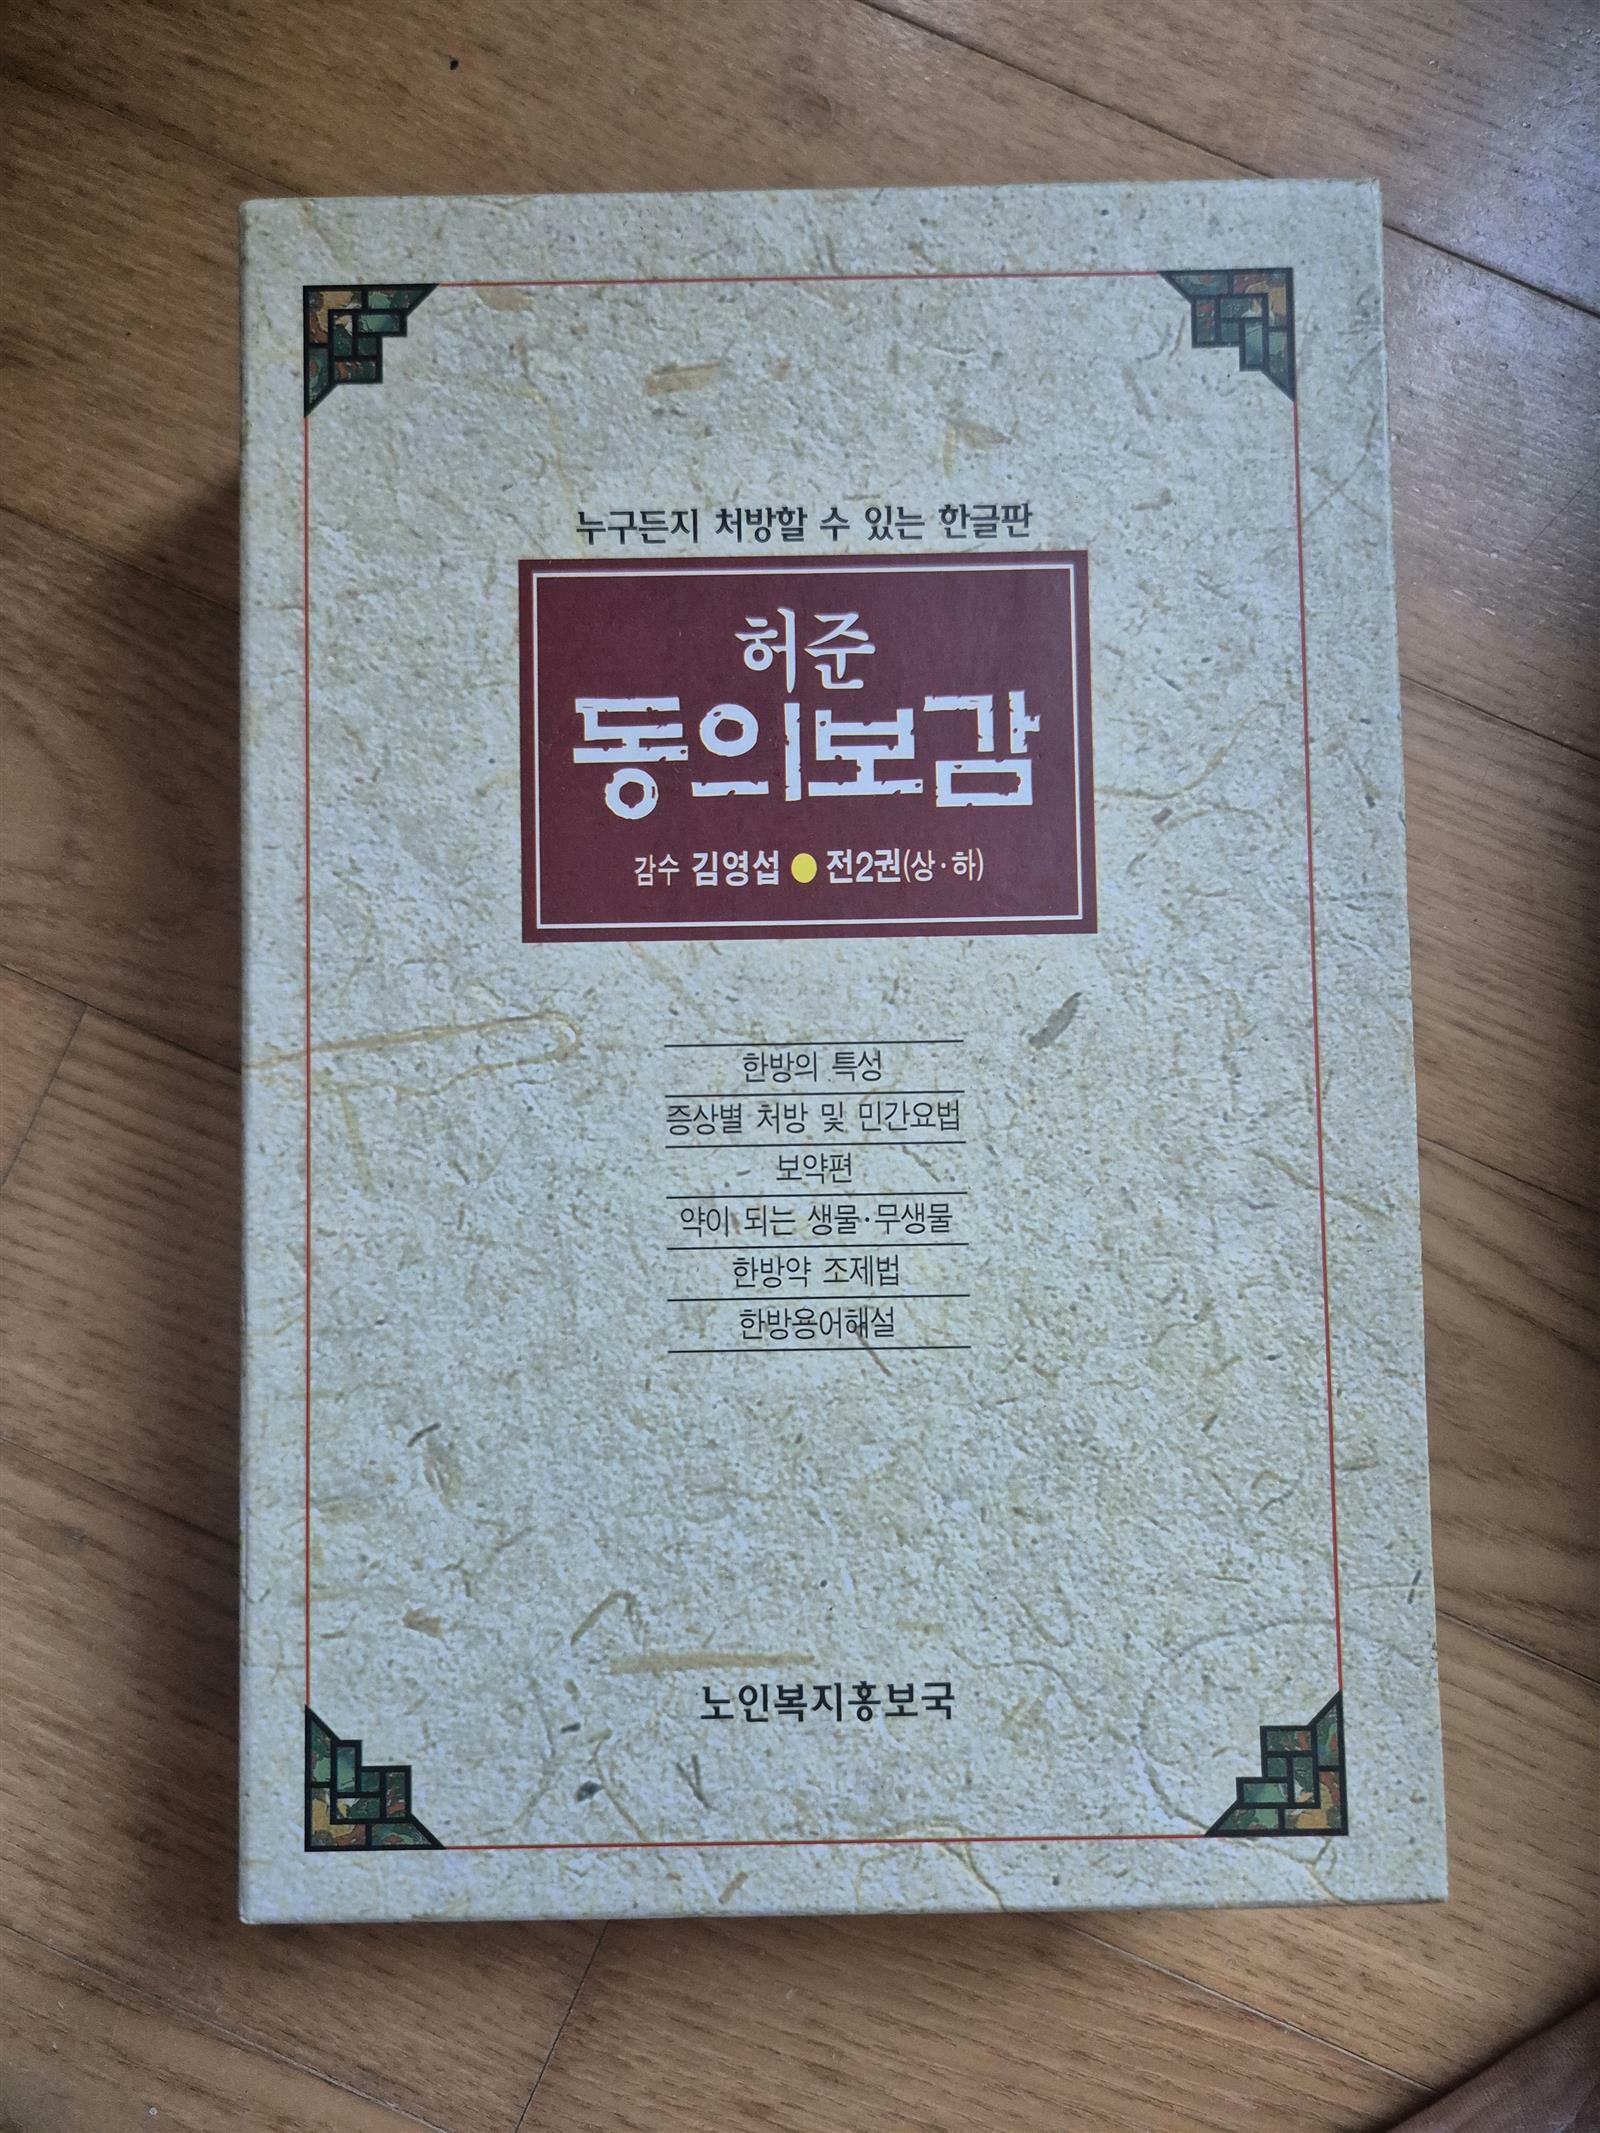 누구든지 처방할 수 있는 한글판
허준
동의보감
감수 김영섭 ● 전2권(상·하)
한방의 특성
증상별 처방 및 민간요법
보약편
약이 되는 생물·무생물
한방약 조제법
한방용어해설
노인복지홍보국